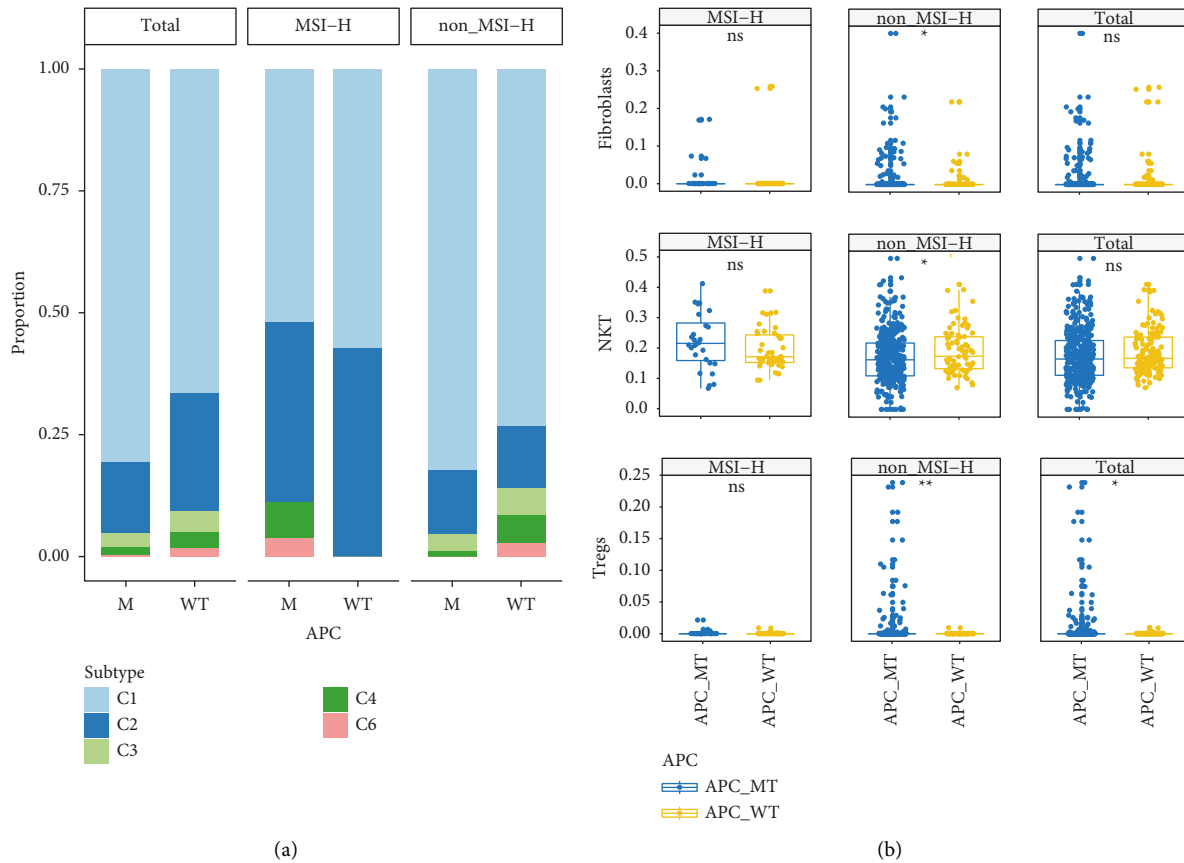 Total MSI-H non_MSI-H
1.00
0.75
0.50
0.25
0.00
Proportion
M WT M WT M WT
APC
Subtype
C1
C2
C3
C4
C6
(a)
MSI-H non_MSI-H Total
ns * ns
Fibroblasts
0.4
0.3
0.2
0.1
0.0
MSI-H non_MSI-H Total
ns * ns
NKT
0.5
0.4
0.3
0.2
0.1
0.0
MSI-H non_MSI-H Total
ns ** *
Tregs
0.25
0.20
0.15
0.10
0.05
0.00
APC_MT APC_WT APC_MT APC_WT APC_MT APC_WT
APC
APC_MT
APC_WT
(b)